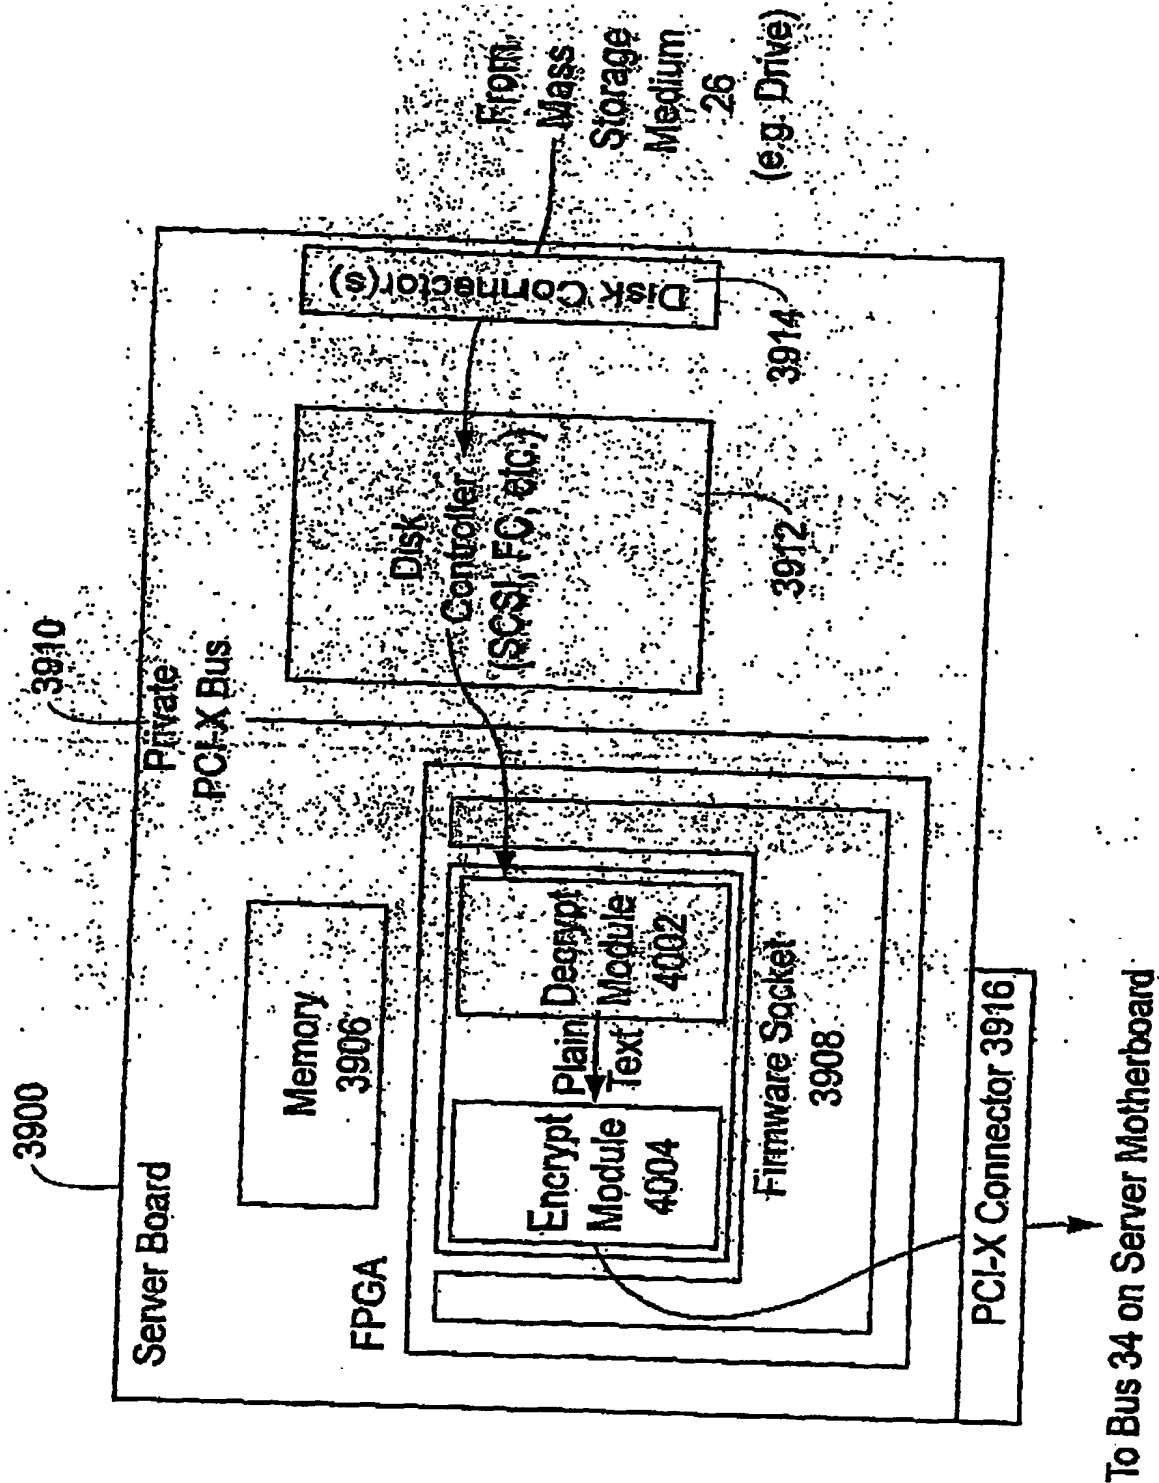 3900
3910
Server Board
Private
PCI-X Bus
Memory
3906
FPGA
Encrypt
Module
4004
Plain
Text
Decrypt
Module
4002
Firmware Socket
3908
Disk
Controller
(SCSI, FC, etc.)
3912
Disk Connector(s)
3914
From
Mass
Storage
Medium
26
(e.g. Drive)
PCI-X Connector 3916
To Bus 34 on Server Motherboard